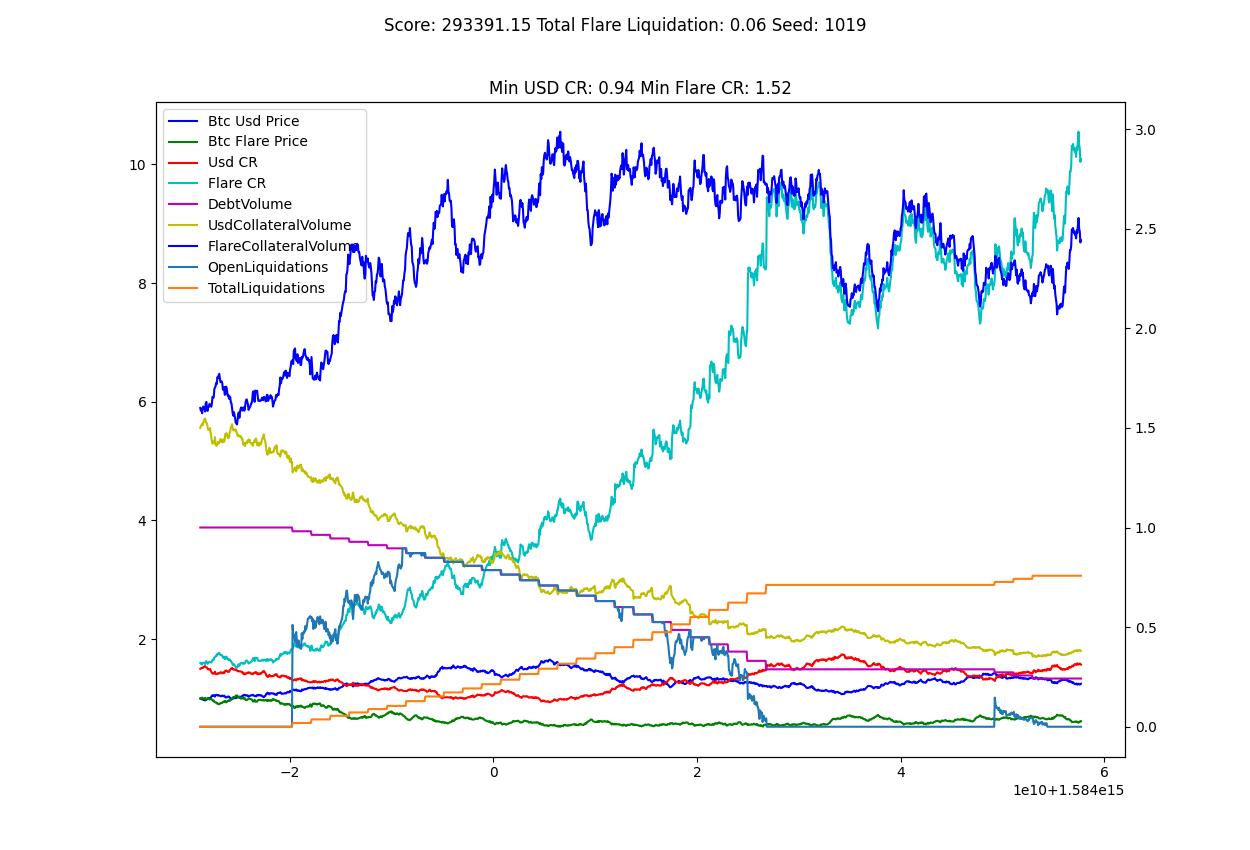 Score: 293391.15 Total Flare Liquidation: 0.06 Seed: 1019
Min USD CR: 0.94 Min Flare CR: 1.52
Btc Usd Price
Btc Flare Price
Usd CR
Flare CR
DebtVolume
UsdCollateralVolume
FlareCollateralVolume
OpenLiquidations
TotalLiquidations
10
8
6
4
2
3.0
2.5
2.0
1.5
1.0
0.5
0.0
−2
0
2
4
6
1e10+1.584e15